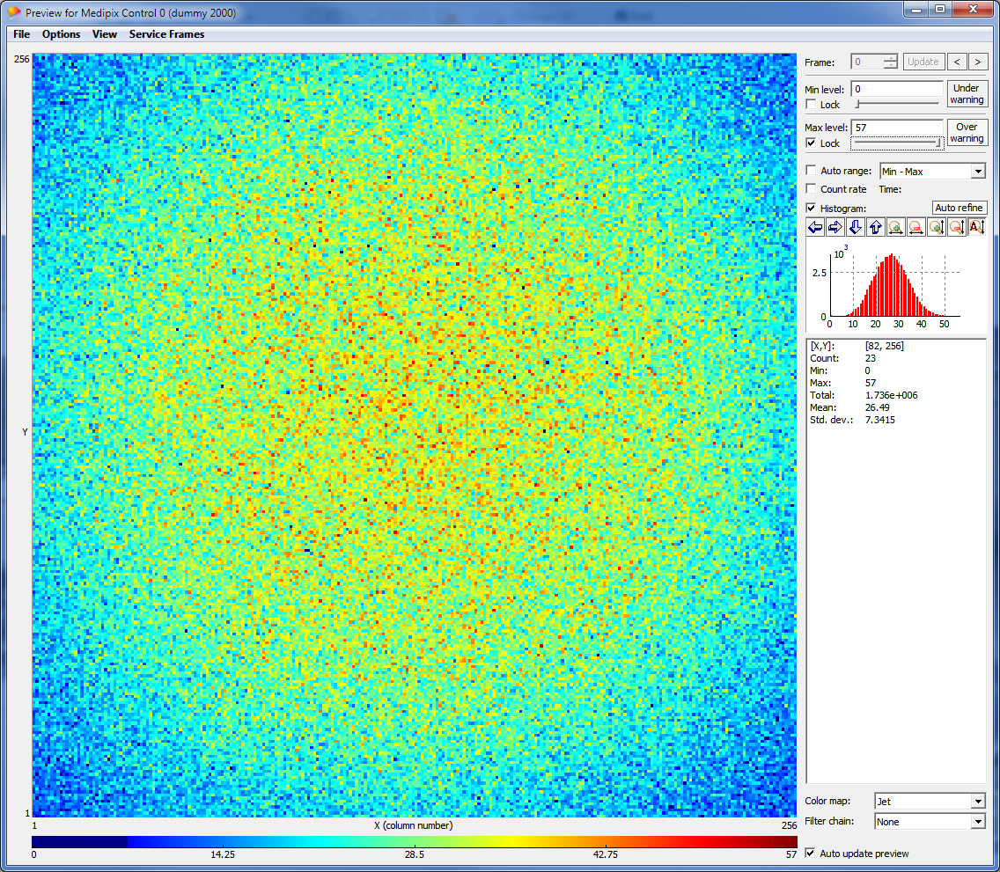 Preview for Medipix Control 0 (dummy 2000)
File Options View Service Frames
256
Y
1
1 X (column number) 256
0 14.25 28.5 42.75 57
Frame: 0 Update < >
Min level: 0 Under warning
Lock
Max level: 57 Over warning
Lock
Auto range: Min - Max
Count rate Time:
Histogram: Auto refine
A
10^3
2.5
0
0 10 20 30 40 50
[X,Y]: [82, 256]
Count: 23
Min: 0
Max: 57
Total: 1.736e+006
Mean: 26.49
Std. dev.: 7.3415
Color map: Jet
Filter chain: None
Auto update preview